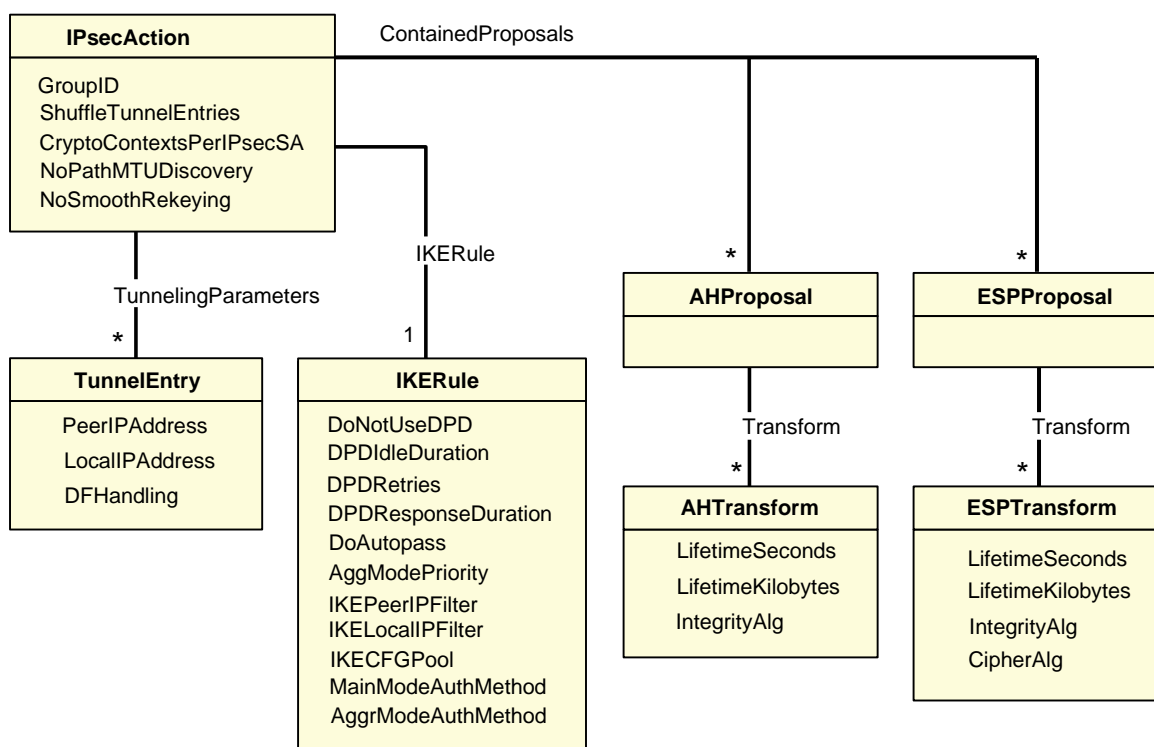 IPsecAction
ContainedProposals
GroupID
ShuffleTunnelEntries
CryptoContextsPerIPsecSA
NoPathMTUDiscovery
NoSmoothRekeying
IKERule
TunnelingParameters
*
1
*
*
TunnelEntry
PeerIPAddress
LocalIPAddress
DFHandling
IKERule
DoNotUseDPD
DPDIdleDuration
DPDRetries
DPDResponseDuration
DoAutopass
AggModePriority
IKEPeerIPFilter
IKELocalIPFilter
IKECFGPool
MainModeAuthMethod
AggrModeAuthMethod
AHProposal
Transform
*
AHTransform
LifetimeSeconds
LifetimeKilobytes
IntegrityAlg
ESPProposal
Transform
*
ESPTransform
LifetimeSeconds
LifetimeKilobytes
IntegrityAlg
CipherAlg